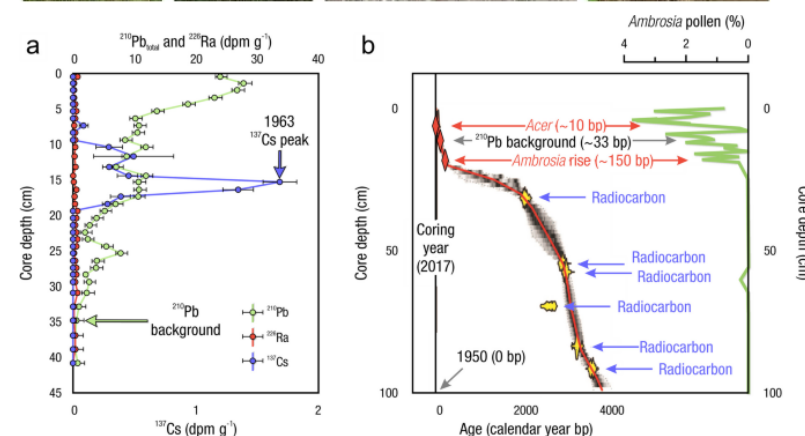 Ambrosia pollen (%)
a
²¹⁰Pbtotal and ²²⁶Ra (dpm g⁻¹)
b
4 2 0
0 10 20 30 40
0
5
10
15
20
25
30
35
40
45
Core depth (cm)
1963
¹³⁷Cs peak
²¹⁰Pb
background
²¹⁰Pb
²²⁶Ra
¹³⁷Cs
0 1 2
¹³⁷Cs (dpm g⁻¹)
0
50
100
Core depth (cm)
Acer (~10 bp)
²¹⁰Pb background (~33 bp)
Ambrosia rise (~150 bp)
Radiocarbon
Coring
year
(2017)
Radiocarbon
Radiocarbon
Radiocarbon
Radiocarbon
1950 (0 bp)
Radiocarbon
0 2000 4000
Age (calendar year bp)
0
50
100
Core depth (cm)